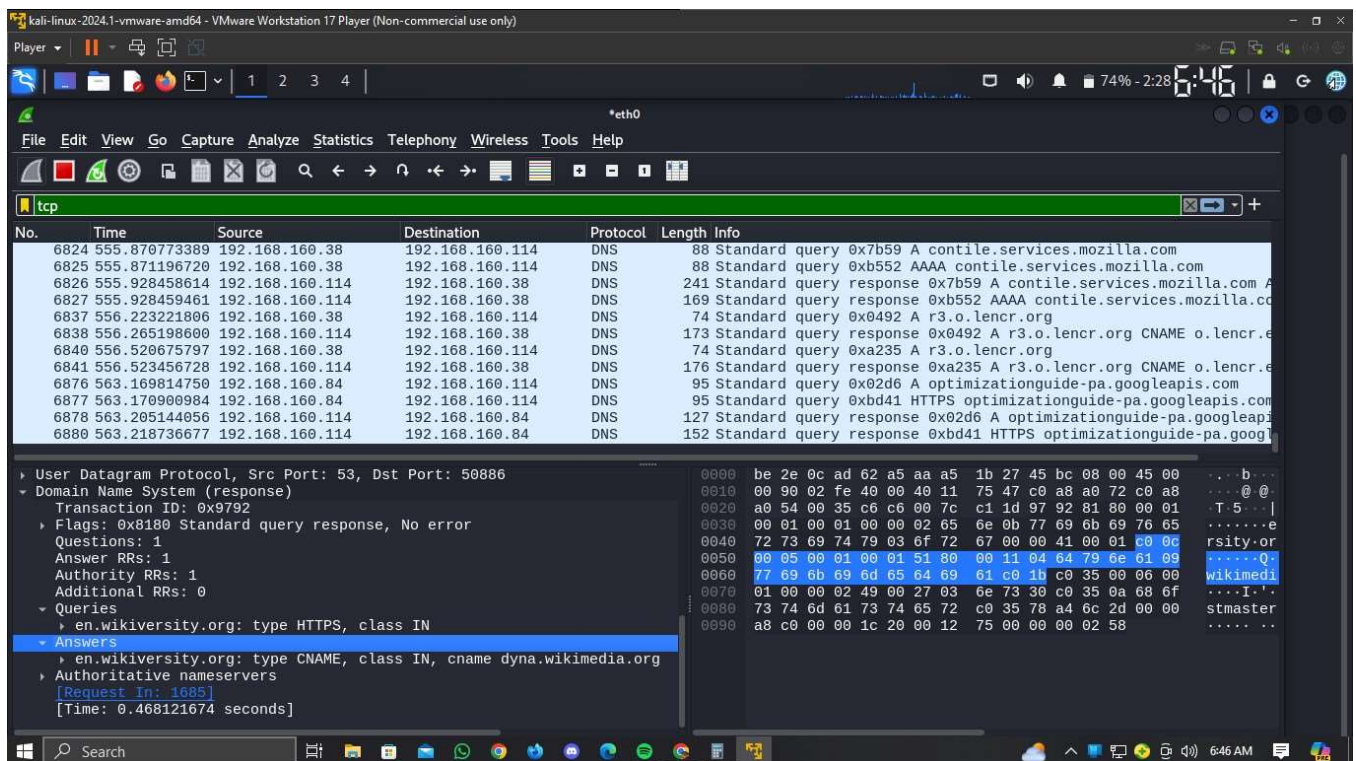 kali-linux-2024.1-vmware-amd64 - VMware Workstation 17 Player (Non-commercial use only)
Player
1 2 3 4
74% - 2:28 6:46
*eth0
File Edit View Go Capture Analyze Statistics Telephony Wireless Tools Help
tcp
No. Time Source Destination Protocol Length Info
6824 555.870773389 192.168.160.38 192.168.160.114 DNS 88 Standard query 0x7b59 A contile.services.mozilla.com
6825 555.871196720 192.168.160.38 192.168.160.114 DNS 88 Standard query 0xb552 AAAA contile.services.mozilla.com
6826 555.928458614 192.168.160.114 192.168.160.38 241 Standard query response 0x7b59 A contile.services.mozilla.com A
6827 555.928459461 192.168.160.114 192.168.160.38 DNS 169 Standard query response 0xb552 AAAA contile.services.mozilla.co
6837 556.223221806 192.168.160.38 192.168.160.114 DNS 74 Standard query 0x0492 A r3.o.lencr.org
6838 556.265198600 192.168.160.114 192.168.160.38 DNS 173 Standard query response 0x0492 A r3.o.lencr.org CNAME o.lencr.e
6840 556.520675797 192.168.160.38 192.168.160.114 DNS 74 Standard query 0xa235 A r3.o.lencr.org
6841 556.523456728 192.168.160.114 192.168.160.38 DNS 176 Standard query response 0xa235 A r3.o.lencr.org CNAME o.lencr.e
6876 563.169814750 192.168.160.84 192.168.160.114 DNS 95 Standard query 0x02d6 A optimizationguide-pa.googleapis.com
6877 563.170900984 192.168.160.84 192.168.160.114 DNS 95 Standard query 0xbd41 HTTPS optimizationguide-pa.googleapis.com
6878 563.205144056 192.168.160.114 192.168.160.84 DNS 127 Standard query response 0x02d6 A optimizationguide-pa.googleapi
6880 563.218736677 192.168.160.114 192.168.160.84 DNS 152 Standard query response 0xbd41 HTTPS optimizationguide-pa.googl
User Datagram Protocol, Src Port: 53, Dst Port: 50886
Domain Name System (response)
Transaction ID: 0x9792
Flags: 0x8180 Standard query response, No error
Questions: 1
Answer RRs: 1
Authority RRs: 1
Additional RRs: 0
Queries
en.wikiversity.org: type HTTPS, class IN
Answers
en.wikiversity.org: type CNAME, class IN, cname dyna.wikimedia.org
Authoritative nameservers
[Request In: 1685]
[Time: 0.468121674 seconds]
0000 be 2e 0c ad 62 a5 aa a5 1b 27 45 bc 08 00 45 00 ·.··b···
0010 00 90 02 fe 40 00 40 11 75 47 c0 a8 a0 72 c0 a8 ····@·@·
0020 a0 54 00 35 c6 c6 00 7c c1 1d 97 92 81 80 00 01 ·T·5···|
0030 00 01 00 01 00 00 02 65 6e 0b 77 69 6b 69 76 65 ·······e
0040 72 73 69 74 79 03 6f 72 67 00 00 41 00 01 c0 0c rsity·or
0050 00 05 00 01 00 01 51 80 00 11 04 64 79 6e 61 09 ······Q·
0060 77 69 6b 69 6d 65 64 69 61 c0 1b c0 35 00 06 00 wikimedi
0070 01 00 00 02 49 00 27 03 6e 73 30 c0 35 0a 68 6f ····I·'·
0080 73 74 6d 61 73 74 65 72 c0 35 78 a4 6c 2d 00 00 stmaster
0090 a8 c0 00 00 1c 20 00 12 75 00 00 00 02 58 ····· ··
Search
6:46 AM